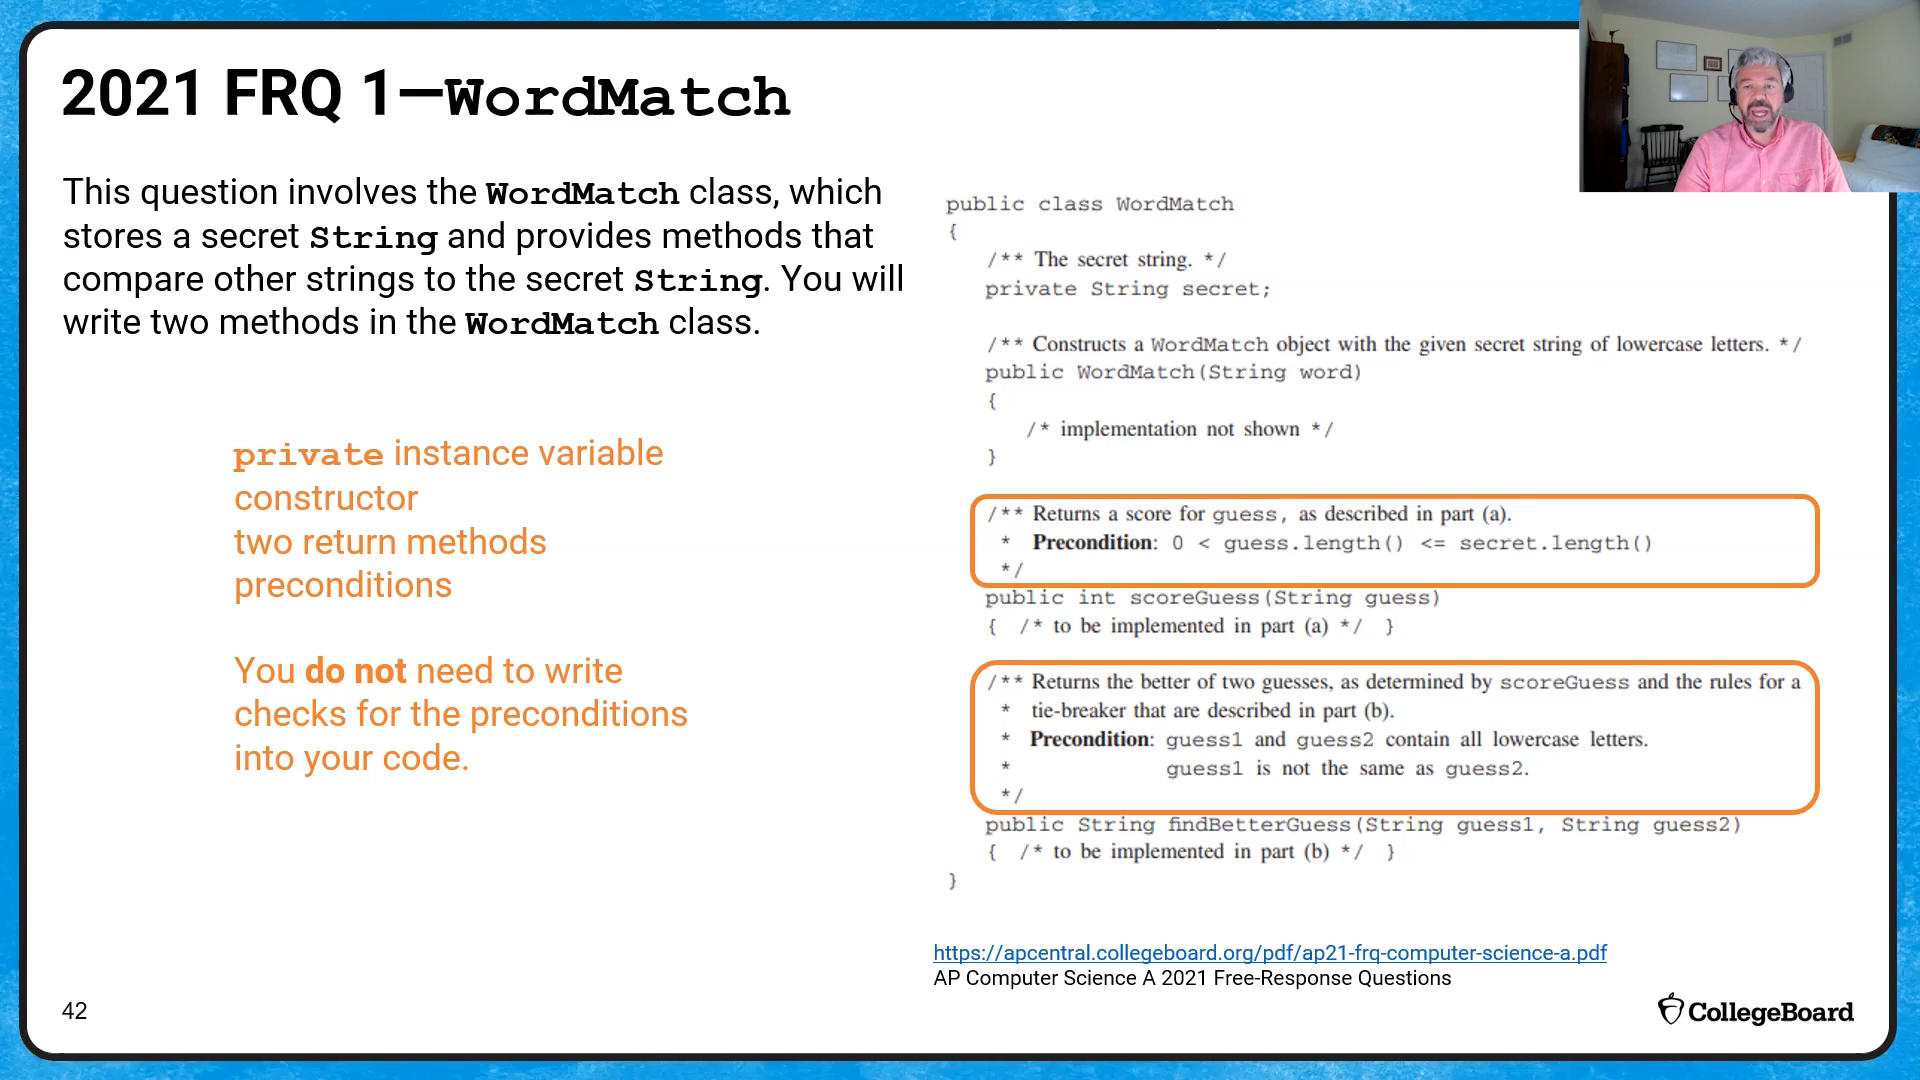 2021 FRQ 1—WordMatch
This question involves the WordMatch class, which
stores a secret String and provides methods that
compare other strings to the secret String. You will
write two methods in the WordMatch class.
private instance variable
constructor
two return methods
preconditions
You do not need to write
checks for the preconditions
into your code.
public class WordMatch
{
/** The secret string. */
private String secret;
/** Constructs a WordMatch object with the given secret string of lowercase letters. */
public WordMatch(String word)
{
/* implementation not shown */
}
/** Returns a score for guess, as described in part (a).
* Precondition: 0 < guess.length() <= secret.length()
*/
public int scoreGuess(String guess)
{ /* to be implemented in part (a) */ }
/** Returns the better of two guesses, as determined by scoreGuess and the rules for a
* tie-breaker that are described in part (b).
* Precondition: guess1 and guess2 contain all lowercase letters.
* guess1 is not the same as guess2.
*/
public String findBetterGuess(String guess1, String guess2)
{ /* to be implemented in part (b) */ }
}
https://apcentral.collegeboard.org/pdf/ap21-frq-computer-science-a.pdf
AP Computer Science A 2021 Free-Response Questions
42
CollegeBoard